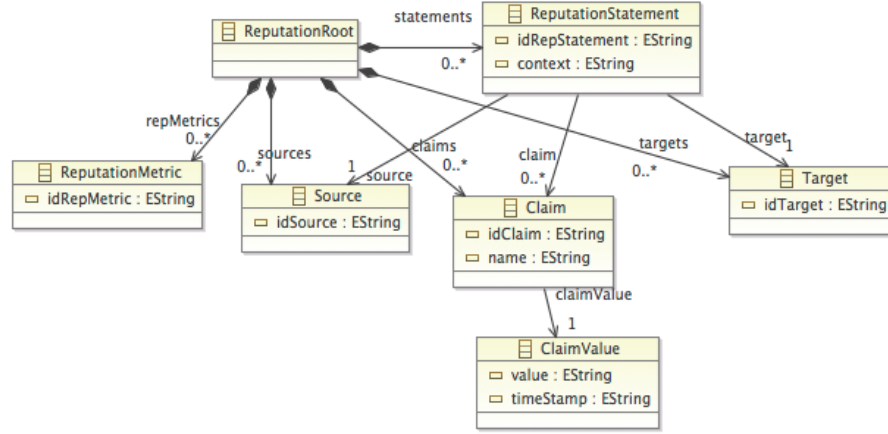 statements
ReputationStatement
ReputationRoot
idRepStatement : EString
0..*
context : EString
repMetrics
0..*
sources
0..*
claims
0..*
1
source
claim
0..*
targets
0..*
target
1
ReputationMetric
idRepMetric : EString
Source
idSource : EString
Claim
idClaim : EString
name : EString
Target
idTarget : EString
claimValue
1
ClaimValue
value : EString
timeStamp : EString